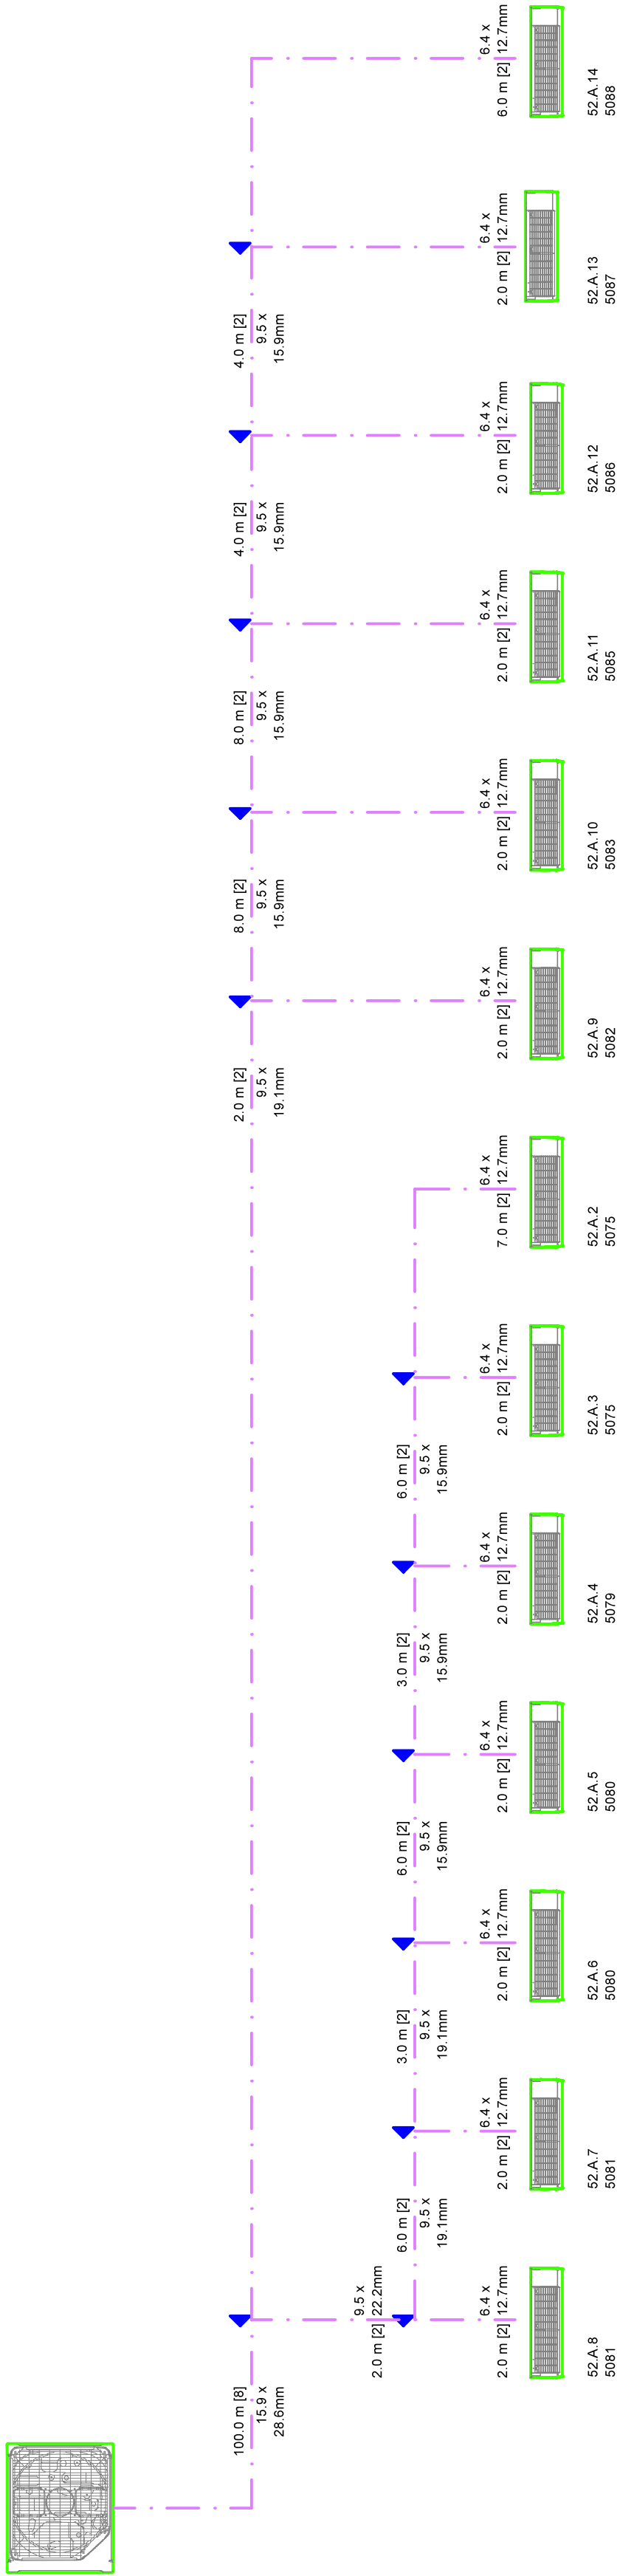 6.4 x
6.0 m [2] 12.7mm
52.A.14
5088
6.4 x
2.0 m [2] 12.7mm
52.A.13
5087
4.0 m [2]
9.5 x
15.9mm
6.4 x
2.0 m [2] 12.7mm
52.A.12
5086
4.0 m [2]
9.5 x
15.9mm
6.4 x
2.0 m [2] 12.7mm
52.A.11
5085
8.0 m [2]
9.5 x
15.9mm
6.4 x
2.0 m [2] 12.7mm
52.A.10
5083
8.0 m [2]
9.5 x
15.9mm
6.4 x
2.0 m [2] 12.7mm
52.A.9
5082
2.0 m [2]
9.5 x
19.1mm
6.4 x
7.0 m [2] 12.7mm
52.A.2
5075
6.4 x
2.0 m [2] 12.7mm
52.A.3
5075
6.0 m [2]
9.5 x
15.9mm
6.4 x
2.0 m [2] 12.7mm
52.A.4
5079
3.0 m [2]
9.5 x
15.9mm
6.4 x
2.0 m [2] 12.7mm
52.A.5
5080
6.0 m [2]
9.5 x
15.9mm
6.4 x
2.0 m [2] 12.7mm
52.A.6
5080
3.0 m [2]
9.5 x
19.1mm
6.4 x
2.0 m [2] 12.7mm
52.A.7
5081
6.0 m [2]
9.5 x
19.1mm
9.5 x
2.0 m [2] 22.2mm
6.4 x
2.0 m [2] 12.7mm
52.A.8
5081
100.0 m [8]
15.9 x
28.6mm